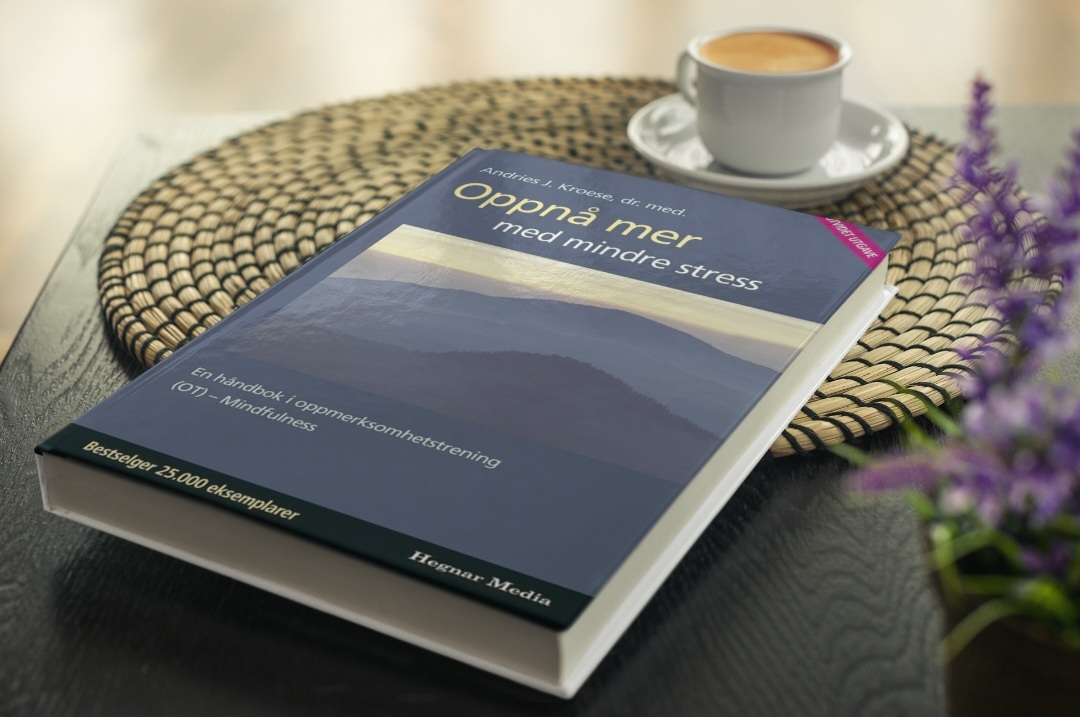 Andries J. Kroese, dr. med.
Oppnå mer
med mindre stress
UTGAVE
En håndbok i oppmerksomhetstrening
(OT) – Mindfulness
Bestselger 25.000 eksemplarer
Hegnar Media